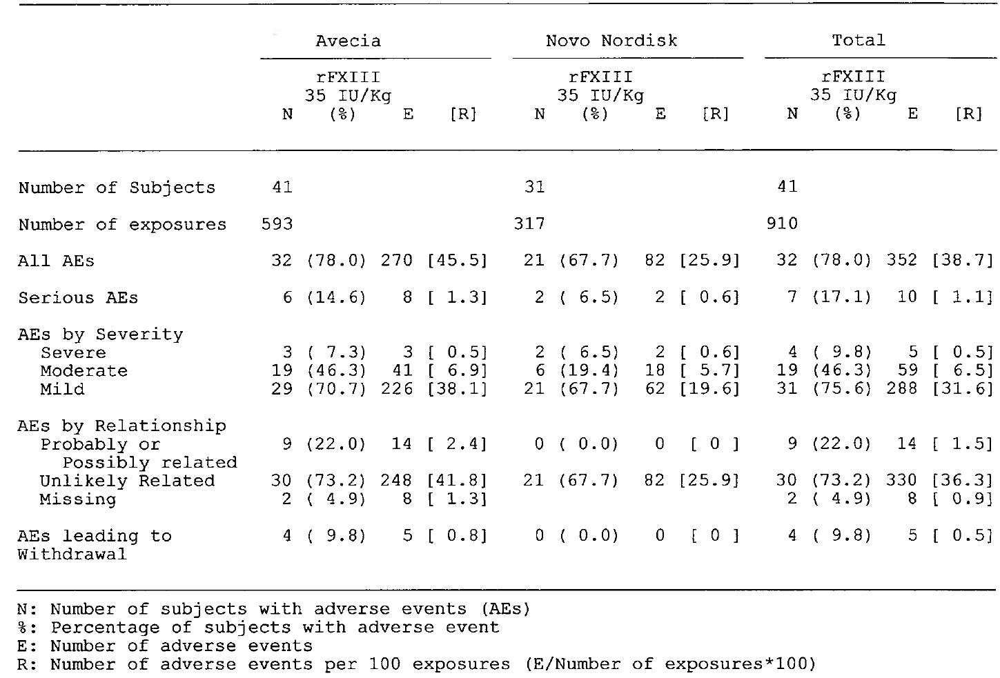 Avecia Novo Nordisk Total
rFXIII rFXIII rFXIII
35 IU/Kg 35 IU/Kg 35 IU/Kg
N (%) E [R] N (%) E [R] N (%) E [R]
Number of Subjects 41 31 41
Number of exposures 593 317 910
All AEs 32 (78.0) 270 [45.5] 21 (67.7) 82 [25.9] 32 (78.0) 352 [38.7]
Serious AEs 6 (14.6) 8 [ 1.3] 2 ( 6.5) 2 [ 0.6] 7 (17.1) 10 [ 1.1]
AEs by Severity
Severe 3 ( 7.3) 3 [ 0.5] 2 ( 6.5) 2 [ 0.6] 4 ( 9.8) 5 [ 0.5]
Moderate 19 (46.3) 41 [ 6.9] 6 (19.4) 18 [ 5.7] 19 (46.3) 59 [ 6.5]
Mild 29 (70.7) 226 [38.1] 21 (67.7) 62 [19.6] 31 (75.6) 288 [31.6]
AEs by Relationship
Probably or 9 (22.0) 14 [ 2.4] 0 ( 0.0) 0 [ 0 ] 9 (22.0) 14 [ 1.5]
Possibly related
Unlikely Related 30 (73.2) 248 [41.8] 21 (67.7) 82 [25.9] 30 (73.2) 330 [36.3]
Missing 2 ( 4.9) 8 [ 1.3] 2 ( 4.9) 8 [ 0.9]
AEs leading to 4 ( 9.8) 5 [ 0.8] 0 ( 0.0) 0 [ 0 ] 4 ( 9.8) 5 [ 0.5]
Withdrawal
N: Number of subjects with adverse events (AEs)
%: Percentage of subjects with adverse event
E: Number of adverse events
R: Number of adverse events per 100 exposures (E/Number of exposures*100)